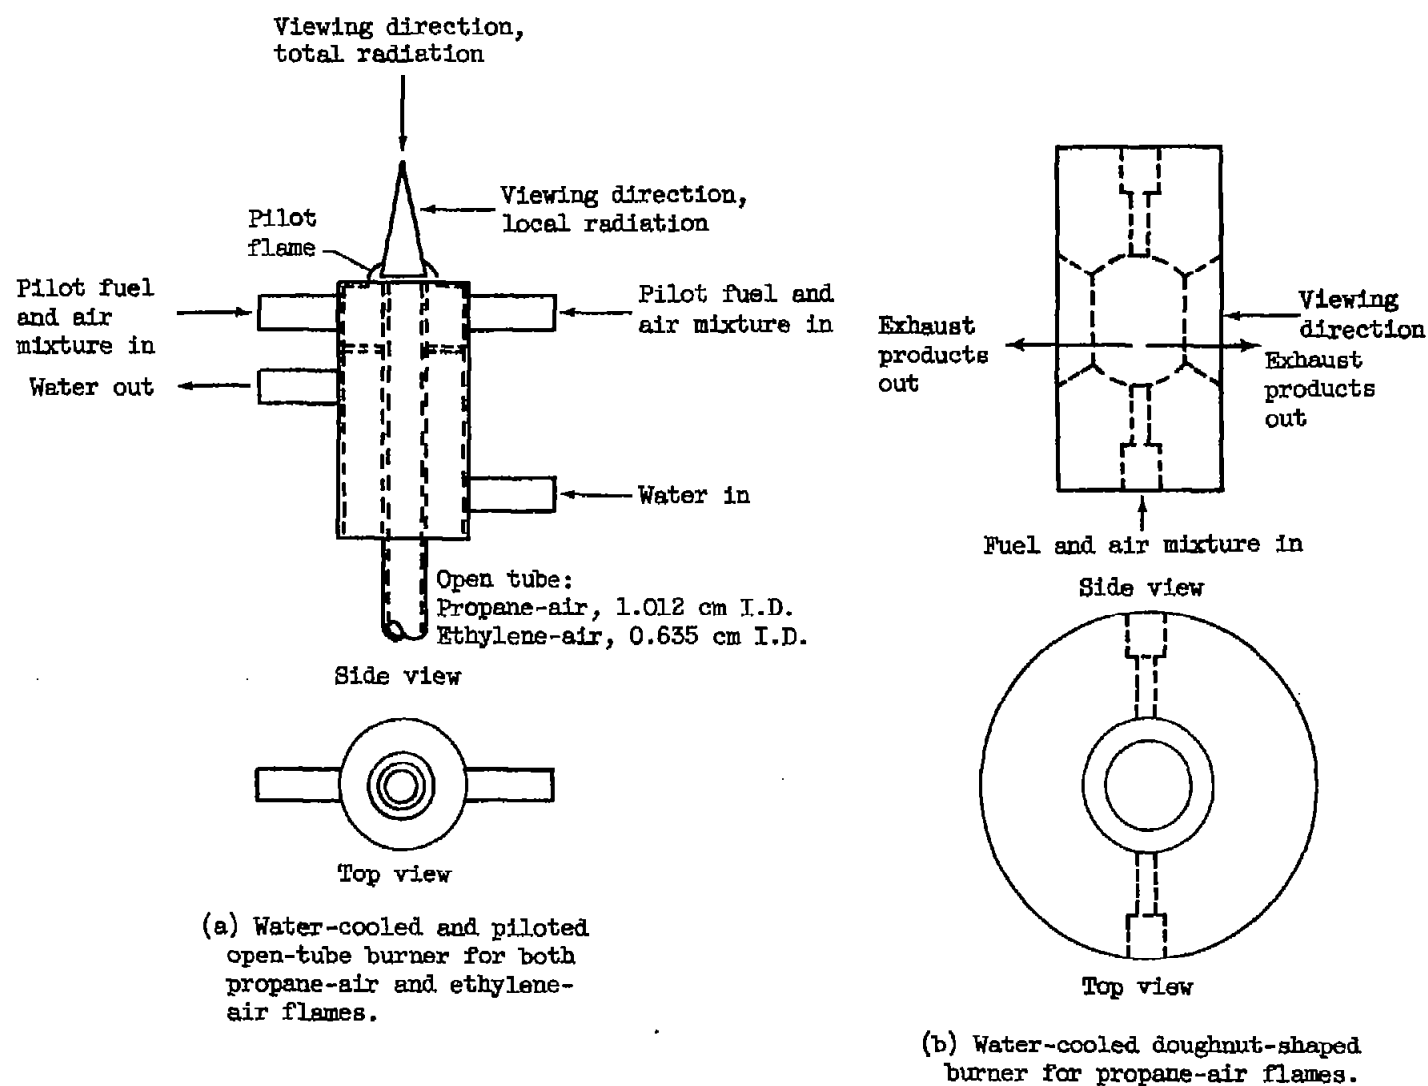 Viewing direction,
total radiation
Viewing direction,
local radiation
Pilot
flame
Pilot fuel
and air
mixture in
Pilot fuel and
air mixture in
Water out
Water in
Open tube:
Propane-air, 1.012 cm I.D.
Ethylene-air, 0.635 cm I.D.
Side view
Top view
(a) Water-cooled and piloted
open-tube burner for both
propane-air and ethylene-
air flames.
Viewing
direction
Exhaust
products
out
Exhaust
products
out
Fuel and air mixture in
Side view
Top view
(b) Water-cooled doughnut-shaped
burner for propane-air flames.